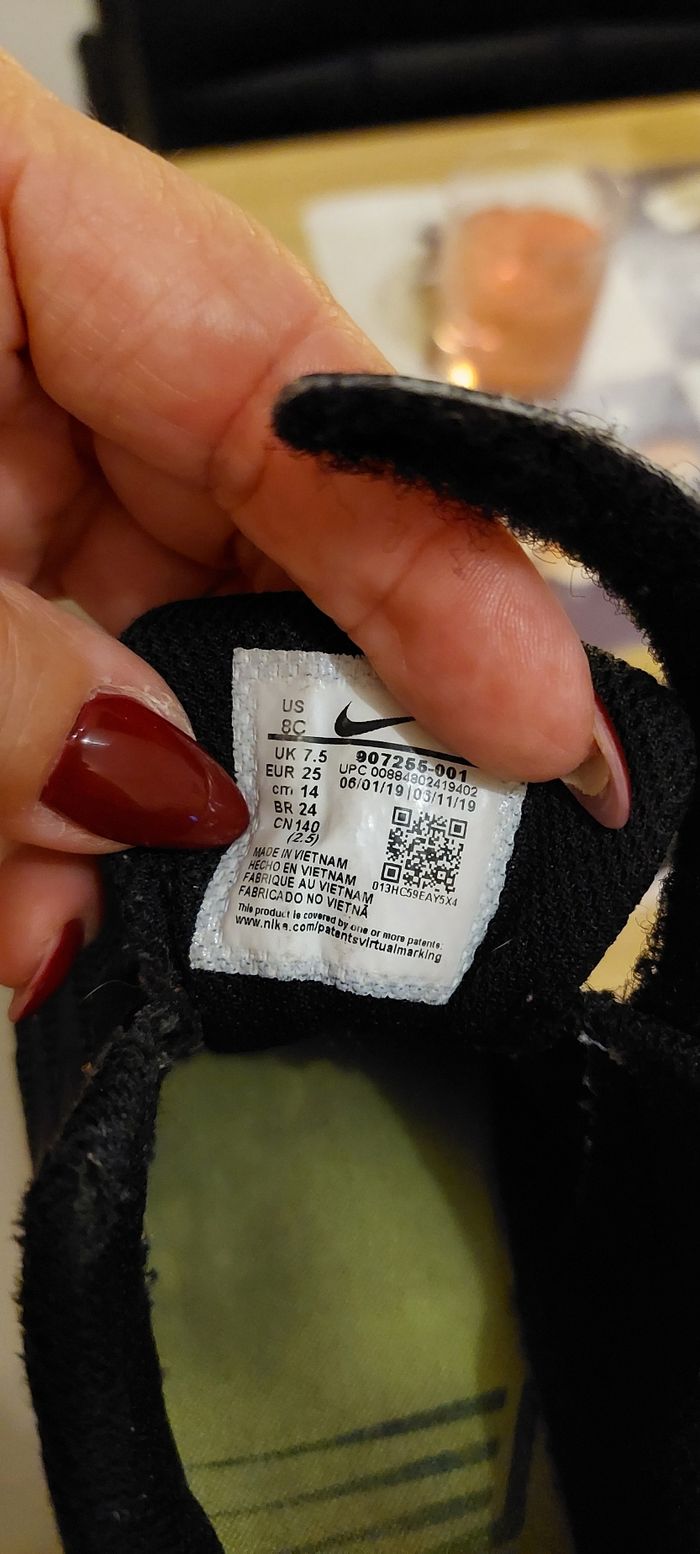 US
8C
UK 7.5
EUR 25
cm 14
BR 24
CN 140
(2.5)
907255-001
UPC 00884802419402
06/01/19|06/11/19
013HC59EAY5X4
MADE IN VIETNAM
HECHO EN VIETNAM
FABRIQUE AU VIETNAM
FABRICADO NO VIETNÃ
This product is covered by one or more patents:
www.nike.com/patentsvirtualmarking